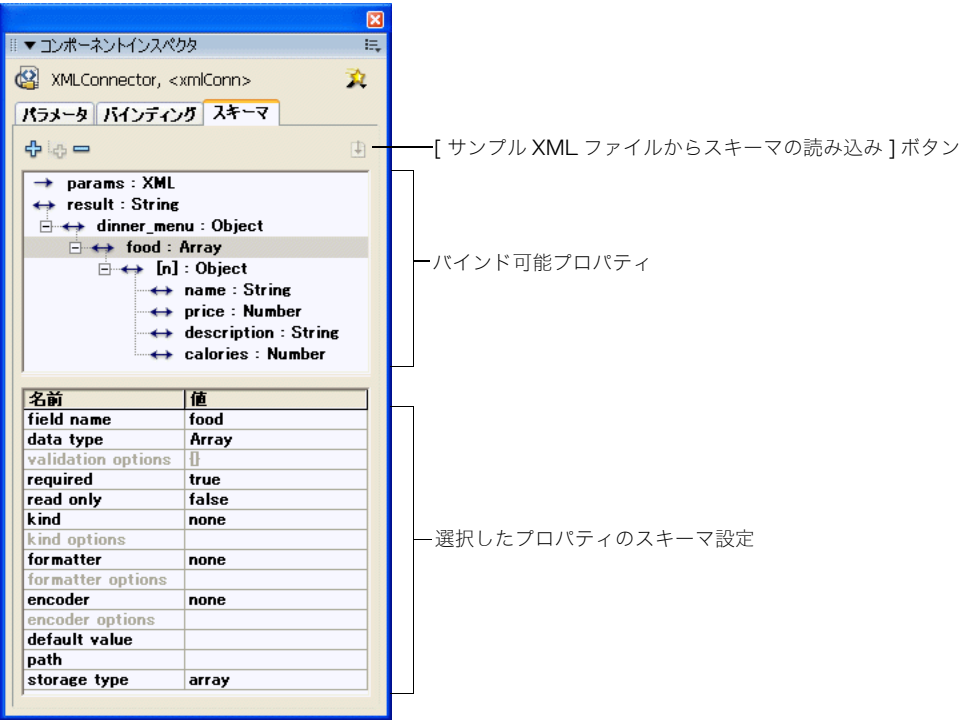 コンポーネントインスペクタ
XMLConnector, <xmlConn>
パラメータ バインディング スキーマ
[ サンプル XML ファイルからスキーマの読み込み ] ボタン
params : XML
result : String
dinner_menu : Object
food : Array
[n] : Object
name : String
price : Number
description : String
calories : Number
バインド可能プロパティ
名前 値
field name food
data type Array
validation options {}
required true
read only false
kind none
kind options
formatter none
formatter options
encoder none
encoder options
default value
path
storage type array
選択したプロパティのスキーマ設定